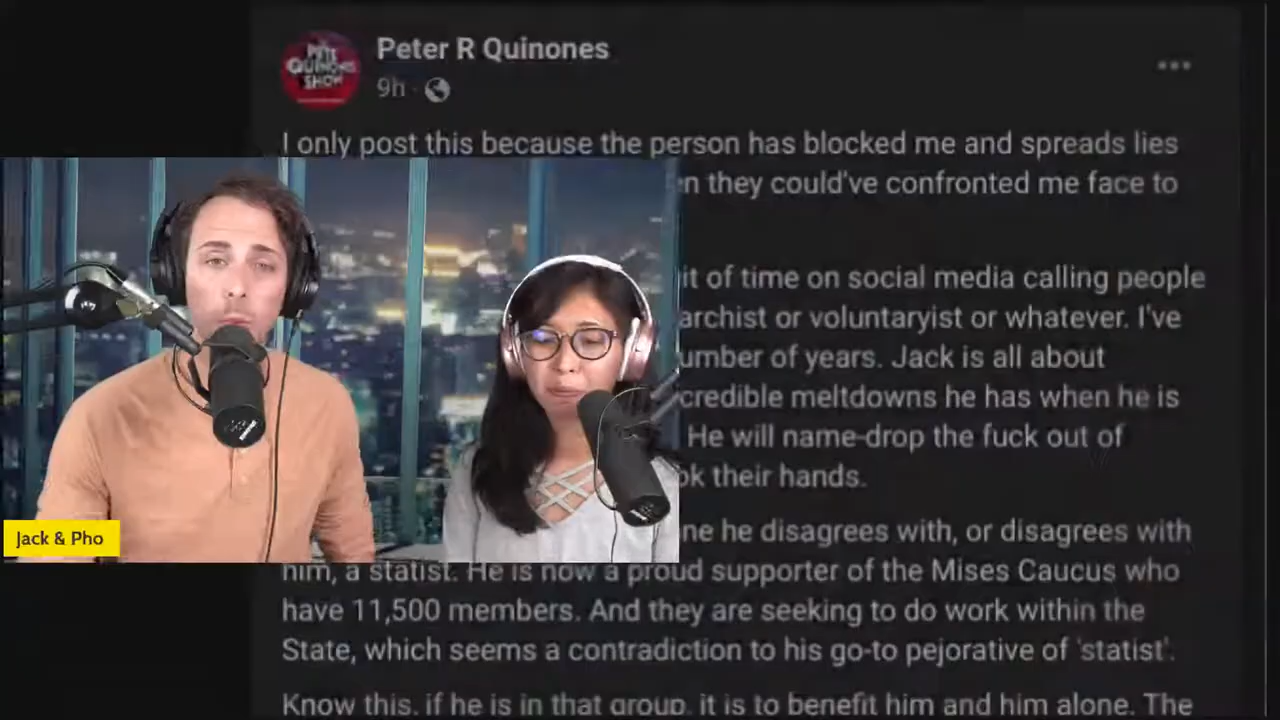 Peter R Quinones
PETE
QUINONES
SHOW
9h
I only post this because the person has blocked me and spreads lies
n they could've confronted me face to
it of time on social media calling people
archist or voluntaryist or whatever. I've
umber of years. Jack is all about
credible meltdowns he has when he is
He will name-drop the fuck out of
ok their hands.
ne he disagrees with, or disagrees with
Jack & Pho
him, a statist. He is now a proud supporter of the Mises Caucus who
have 11,500 members. And they are seeking to do work within the
State, which seems a contradiction to his go-to pejorative of 'statist'.
Know this, if he is in that group, it is to benefit him and him alone. The